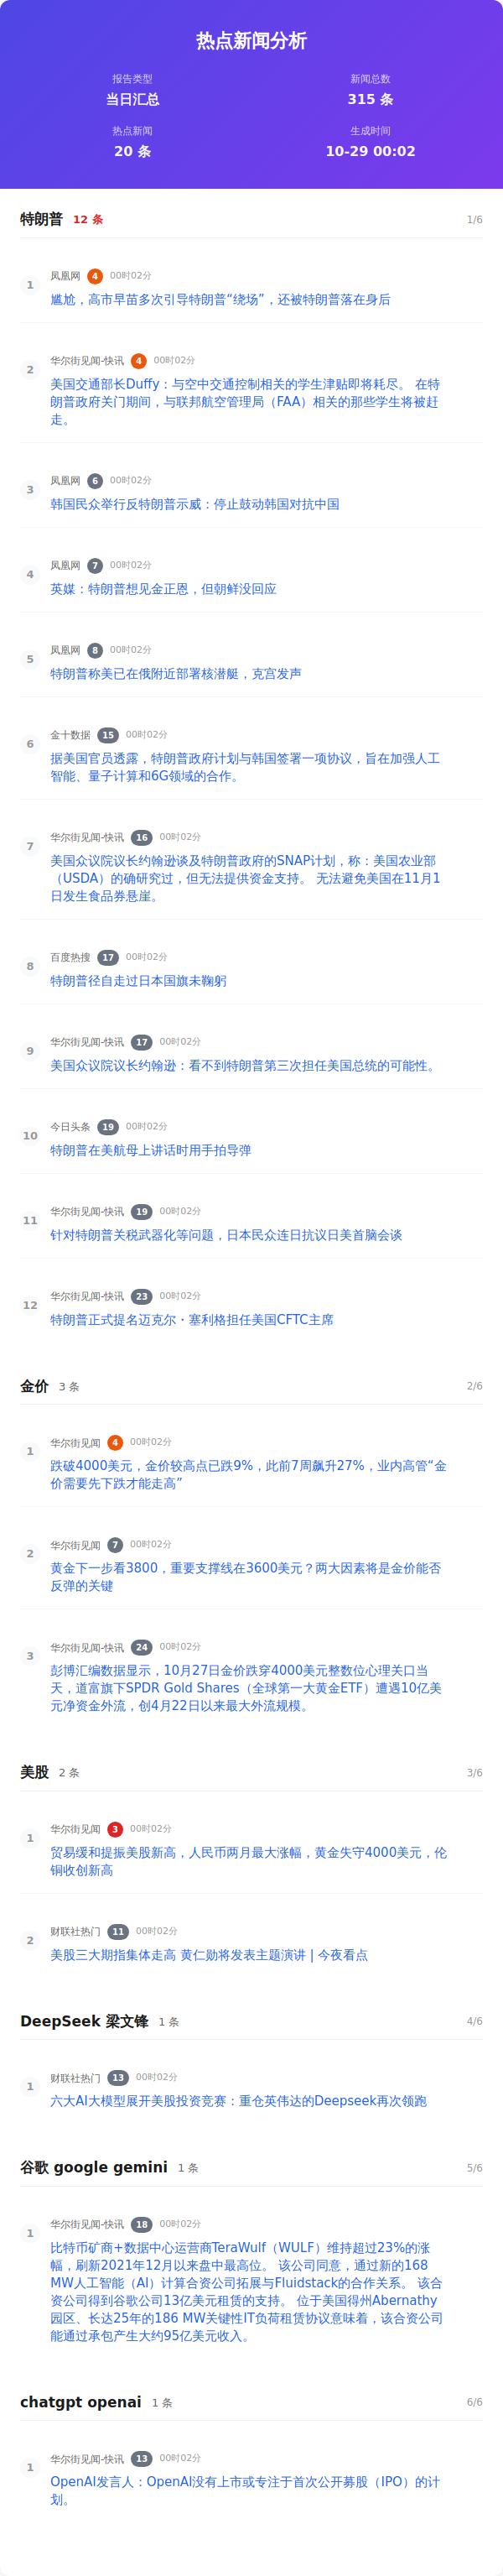 热点新闻分析
报告类型
当日汇总
新闻总数
315 条
热点新闻
20 条
生成时间
10-29 00:02
特朗普 12 条 1/6
1
凤凰网 4 00时02分
尴尬，高市早苗多次引导特朗普“绕场”，还被特朗普落在身后
2
华尔街见闻-快讯 4 00时02分
美国交通部长Duffy：与空中交通控制相关的学生津贴即将耗尽。 在特
朗普政府关门期间，与联邦航空管理局（FAA）相关的那些学生将被赶
走。
3
凤凰网 6 00时02分
韩国民众举行反特朗普示威：停止鼓动韩国对抗中国
4
凤凰网 7 00时02分
英媒：特朗普想见金正恩，但朝鲜没回应
5
凤凰网 8 00时02分
特朗普称美已在俄附近部署核潜艇，克宫发声
6
金十数据 15 00时02分
据美国官员透露，特朗普政府计划与韩国签署一项协议，旨在加强人工
智能、量子计算和6G领域的合作。
7
华尔街见闻-快讯 16 00时02分
美国众议院议长约翰逊谈及特朗普政府的SNAP计划，称：美国农业部
（USDA）的确研究过，但无法提供资金支持。 无法避免美国在11月1
日发生食品券悬崖。
8
百度热搜 17 00时02分
特朗普径自走过日本国旗未鞠躬
9
华尔街见闻-快讯 17 00时02分
美国众议院议长约翰逊：看不到特朗普第三次担任美国总统的可能性。
10
今日头条 19 00时02分
特朗普在美航母上讲话时用手拍导弹
11
华尔街见闻-快讯 19 00时02分
针对特朗普关税武器化等问题，日本民众连日抗议日美首脑会谈
12
华尔街见闻-快讯 23 00时02分
特朗普正式提名迈克尔・塞利格担任美国CFTC主席
金价 3 条 2/6
1
华尔街见闻 4 00时02分
跌破4000美元，金价较高点已跌9%，此前7周飙升27%，业内高管“金
价需要先下跌才能走高”
2
华尔街见闻 7 00时02分
黄金下一步看3800，重要支撑线在3600美元？两大因素将是金价能否
反弹的关键
3
华尔街见闻-快讯 24 00时02分
彭博汇编数据显示，10月27日金价跌穿4000美元整数位心理关口当
天，道富旗下SPDR Gold Shares（全球第一大黄金ETF）遭遇10亿美
元净资金外流，创4月22日以来最大外流规模。
美股 2 条 3/6
1
华尔街见闻 3 00时02分
贸易缓和提振美股新高，人民币两月最大涨幅，黄金失守4000美元，伦
铜收创新高
2
财联社热门 11 00时02分
美股三大期指集体走高 黄仁勋将发表主题演讲 | 今夜看点
DeepSeek 梁文锋 1 条 4/6
1
财联社热门 13 00时02分
六大AI大模型展开美股投资竞赛：重仓英伟达的Deepseek再次领跑
谷歌 google gemini 1 条 5/6
1
华尔街见闻-快讯 18 00时02分
比特币矿商+数据中心运营商TeraWulf（WULF）维持超过23%的涨
幅，刷新2021年12月以来盘中最高位。 该公司同意，通过新的168
MW人工智能（AI）计算合资公司拓展与Fluidstack的合作关系。 该合
资公司得到谷歌公司13亿美元租赁的支持。 位于美国得州Abernathy
园区、长达25年的186 MW关键性IT负荷租赁协议意味着，该合资公司
能通过承包产生大约95亿美元收入。
chatgpt openai 1 条 6/6
1
华尔街见闻-快讯 13 00时02分
OpenAI发言人：OpenAI没有上市或专注于首次公开募股（IPO）的计
划。